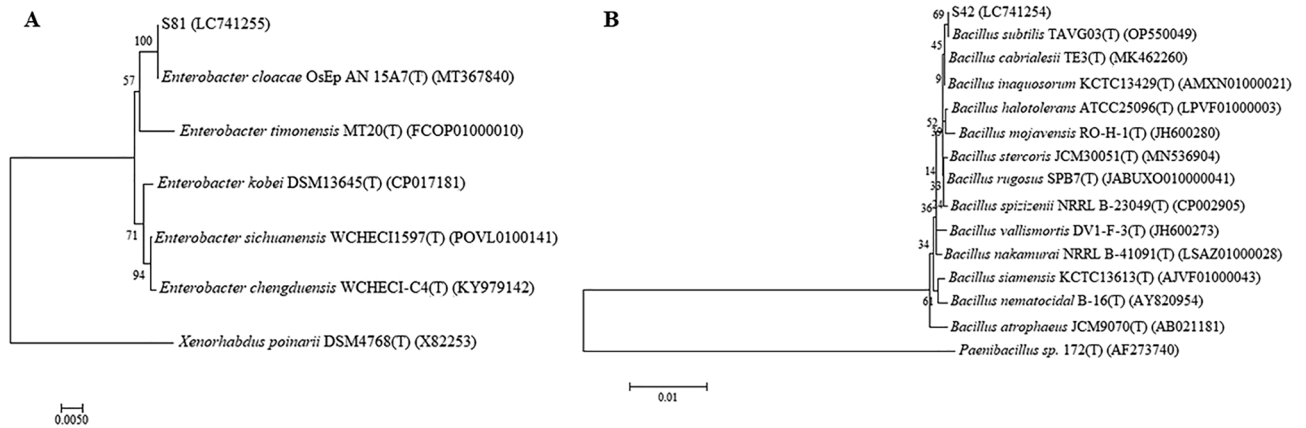 A
S81 (LC741255)
100
Enterobacter cloacae OsEp AN 15A7(T) (MT367840)
57
Enterobacter timonensis MT20(T) (FCOP01000010)
Enterobacter kobei DSM13645(T) (CP017181)
71
Enterobacter sichuanensis WCHECI1597(T) (POVL0100141)
94
Enterobacter chengduensis WCHECI-C4(T) (KY979142)
Xenorhabdus poinarii DSM4768(T) (X82253)
0.0050
B
69
S42 (LC741254)
Bacillus subtilis TAVG03(T) (OP550049)
45
Bacillus cabrialesii TE3(T) (MK462260)
9
Bacillus inaquosorum KCTC13429(T) (AMXN01000021)
Bacillus halotolerans ATCC25096(T) (LPVF01000003)
52
Bacillus mojavensis RO-H-1(T) (JH600280)
Bacillus stercoris JCM30051(T) (MN536904)
14
Bacillus rugosus SPB7(T) (JABUXO010000041)
33
Bacillus spizizenii NRRL B-23049(T) (CP002905)
36
Bacillus vallismortis DV1-F-3(T) (JH600273)
34
Bacillus nakamurai NRRL B-41091(T) (LSAZ01000028)
Bacillus siamensis KCTC13613(T) (AJVF01000043)
61
Bacillus nematocidal B-16(T) (AY820954)
Bacillus atrophaeus JCM9070(T) (AB021181)
Paenibacillus sp. 172(T) (AF273740)
0.01